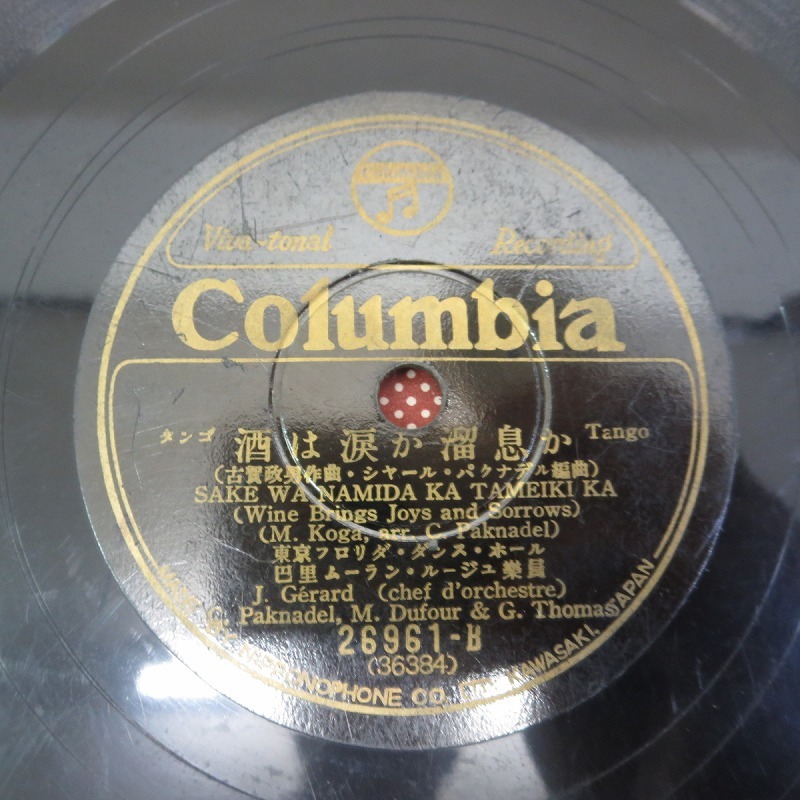 Viva-tonal Recording
Columbia
タンゴ 酒は涙か溜息か Tango
(古賀政男作曲・シャール・パクナデル編曲)
SAKE WA NAMIDA KA TAMEIKI KA
(Wine Brings Joys and Sorrows)
(M. Koga, arr. C. Paknadel)
東京フロリダ・ダンス・ホール
巴里ムーラン・ルージュ樂員
J. Gérard (chef d'orchestre)
C. Paknadel, M. Dufour & G. Thomas
26961-B
(36384)
NIPPONOPHONE CO., LTD. KAWASAKI, JAPAN